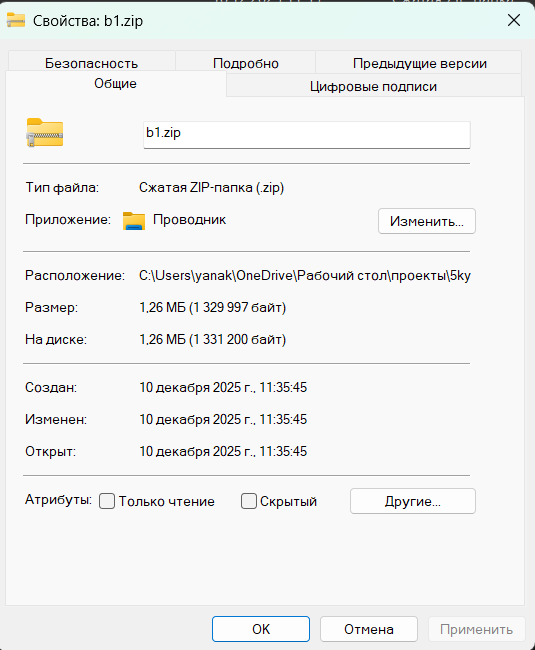 Свойства: b1.zip
Безопасность Подробно Предыдущие версии
Общие Цифровые подписи
b1.zip
Тип файла: Сжатая ZIP-папка (.zip)
Приложение: Проводник Изменить...
Расположение: C:\Users\yanak\OneDrive\Рабочий стол\проекты\5ky
Размер: 1,26 МБ (1 329 997 байт)
На диске: 1,26 МБ (1 331 200 байт)
Создан: 10 декабря 2025 г., 11:35:45
Изменен: 10 декабря 2025 г., 11:35:45
Открыт: 10 декабря 2025 г., 11:35:45
Атрибуты: Только чтение Скрытый Другие...
ОК Отмена Применить